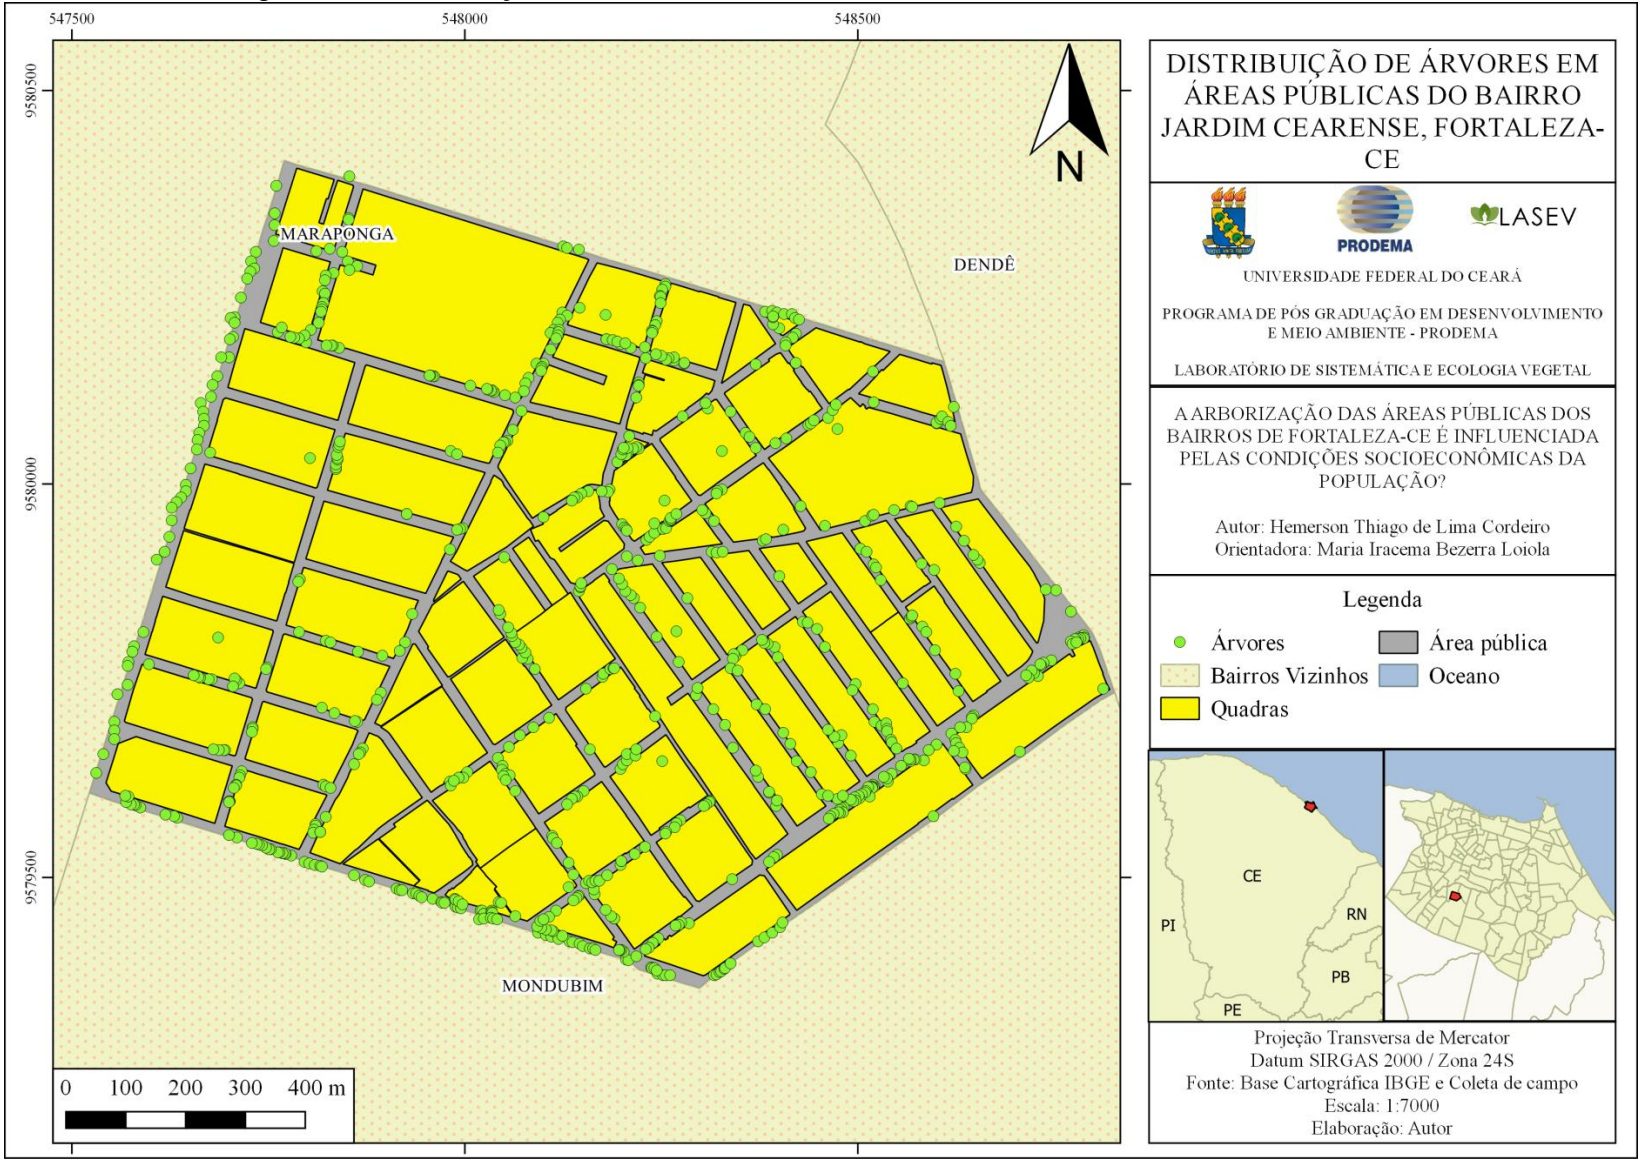 547500
548000
548500
9580500
9580000
9579500
MARAPONGA
DENDÊ
MONDUBIM
N
0 100 200 300 400 m
DISTRIBUIÇÃO DE ÁRVORES EM
ÁREAS PÚBLICAS DO BAIRRO
JARDIM CEARENSE, FORTALEZA-
CE
PRODEMA
LASEV
UNIVERSIDADE FEDERAL DO CEARÁ
PROGRAMA DE PÓS GRADUAÇÃO EM DESENVOLVIMENTO
E MEIO AMBIENTE - PRODEMA
LABORATÓRIO DE SISTEMÁTICA E ECOLOGIA VEGETAL
A ARBORIZAÇÃO DAS ÁREAS PÚBLICAS DOS
BAIRROS DE FORTALEZA-CE É INFLUENCIADA
PELAS CONDIÇÕES SOCIOECONÔMICAS DA
POPULAÇÃO?
Autor: Hemerson Thiago de Lima Cordeiro
Orientadora: Maria Iracema Bezerra Loiola
Legenda
Árvores
Área pública
Bairros Vizinhos
Oceano
Quadras
CE
RN
PI
PB
PE
Projeção Transversa de Mercator
Datum SIRGAS 2000 / Zona 24S
Fonte: Base Cartográfica IBGE e Coleta de campo
Escala: 1:7000
Elaboração: Autor